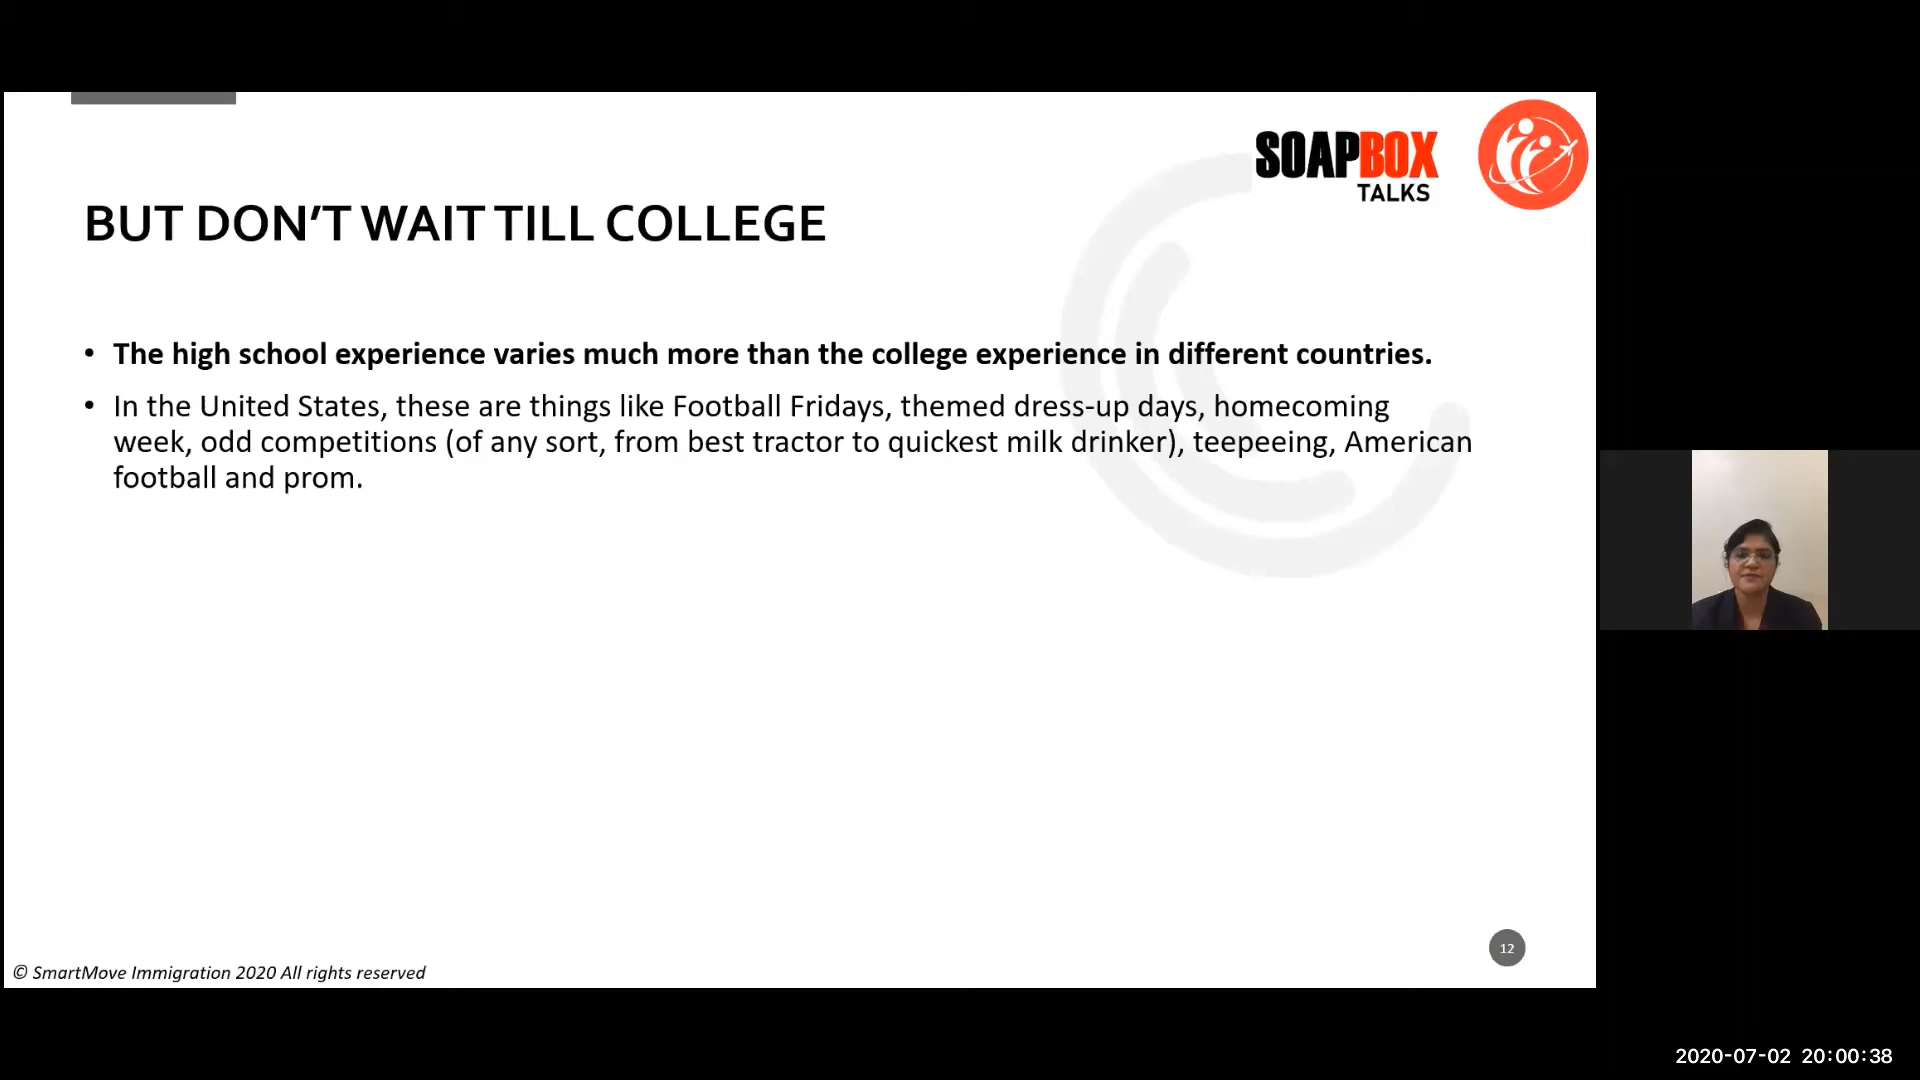 SOAPBOX
TALKS
BUT DON’T WAIT TILL COLLEGE
• The high school experience varies much more than the college experience in different countries.
• In the United States, these are things like Football Fridays, themed dress-up days, homecoming
week, odd competitions (of any sort, from best tractor to quickest milk drinker), teepeeing, American
football and prom.
12
© SmartMove Immigration 2020 All rights reserved
2020-07-02 20:00:38